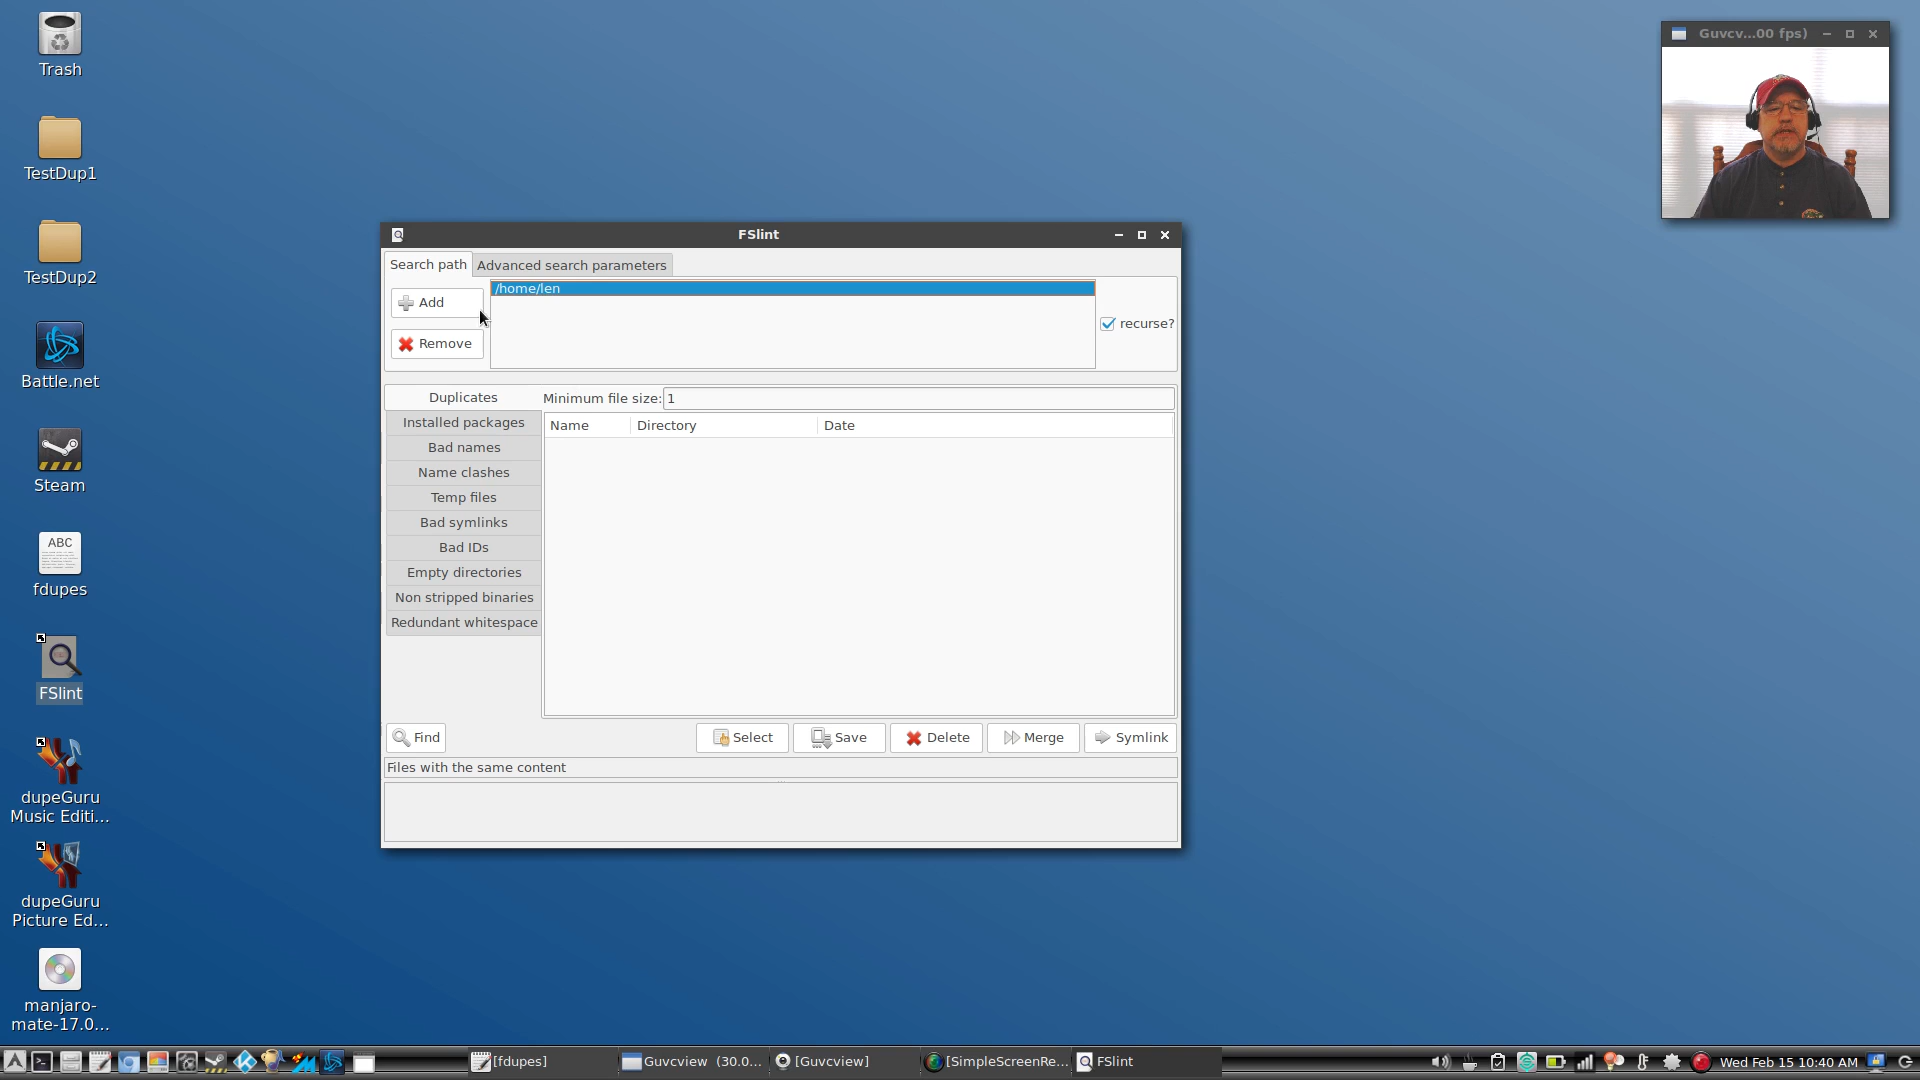 Trash
TestDup1
TestDup2
Battle.net
Steam
ABC
fdupes
FSlint
dupeGuru
Music Editi...
dupeGuru
Picture Ed...
manjaro-
mate-17.0...
Guvcv...00 fps)
FSlint
Search path
Advanced search parameters
Add
Remove
/home/len
recurse?
Duplicates
Installed packages
Bad names
Name clashes
Temp files
Bad symlinks
Bad IDs
Empty directories
Non stripped binaries
Redundant whitespace
Minimum file size: 1
Name Directory Date
Find Select Save Delete Merge Symlink
Files with the same content
[fdupes] Guvcview (30.0... [Guvcview] [SimpleScreenRe... FSlint Wed Feb 15 10:40 AM